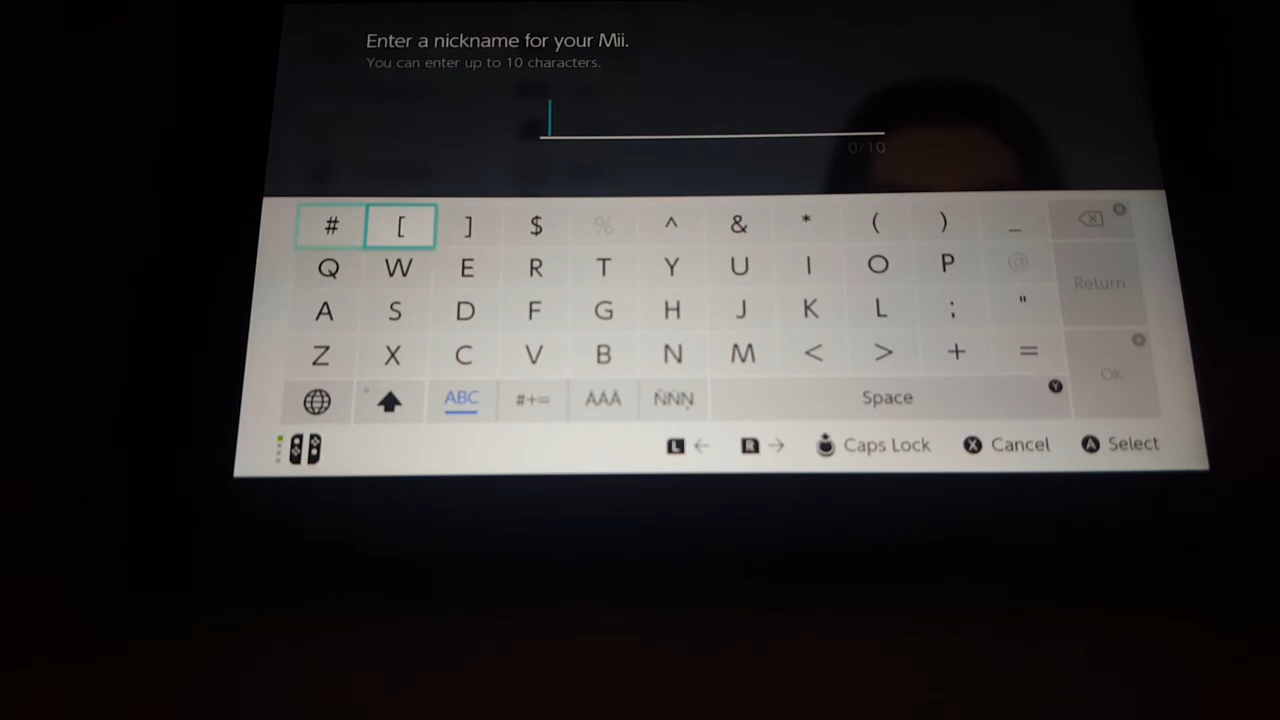 Enter a nickname for your Mii.
You can enter up to 10 characters.
0/10
# [ ] $ % ^ & * ( ) _
Q W E R T Y U I O P @
Return
A S D F G H J K L ; "
Z X C V B N M < > + =
OK
ABC #+= ÀÁÂ ÑŃŅ Space Y
L ← R → Caps Lock X Cancel A Select